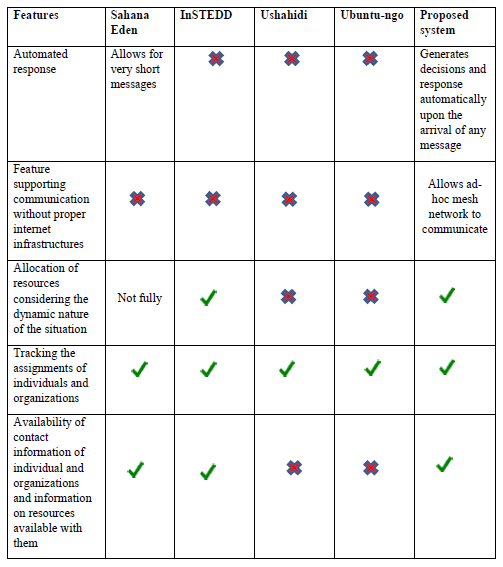 Features
Sahana
Eden
InSTEDD
Ushahidi
Ubuntu-ngo
Proposed
system
Automated
response
Allows for
very short
messages
Generates
decisions and
response
automatically
upon the
arrival of any
message
Feature
supporting
communication
without proper
internet
infrastructures
Allows ad-
hoc mesh
network to
communicate
Allocation of
resources
considering the
dynamic nature
of the situation
Not fully
Tracking the
assignments of
individuals and
organizations
Availability of
contact
information of
individual and
organizations
and information
on resources
available with
them